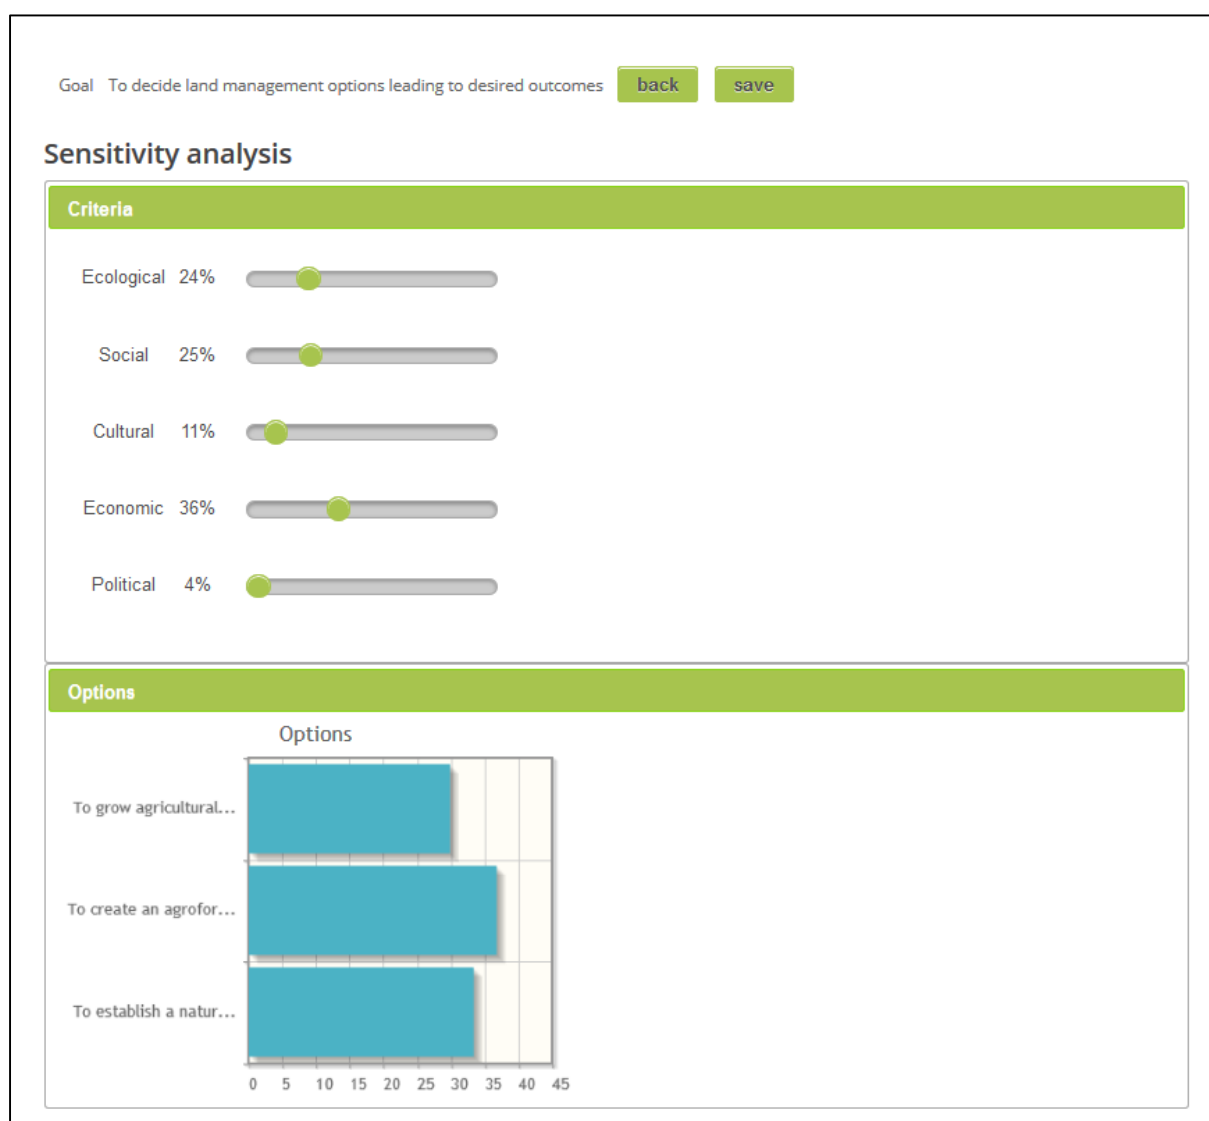 Goal To decide land management options leading to desired outcomes back save
Sensitivity analysis
Criteria
Ecological 24%
Social 25%
Cultural 11%
Economic 36%
Political 4%
Options
Options
To grow agricultural...
To create an agrofor...
To establish a natur...
0 5 10 15 20 25 30 35 40 45